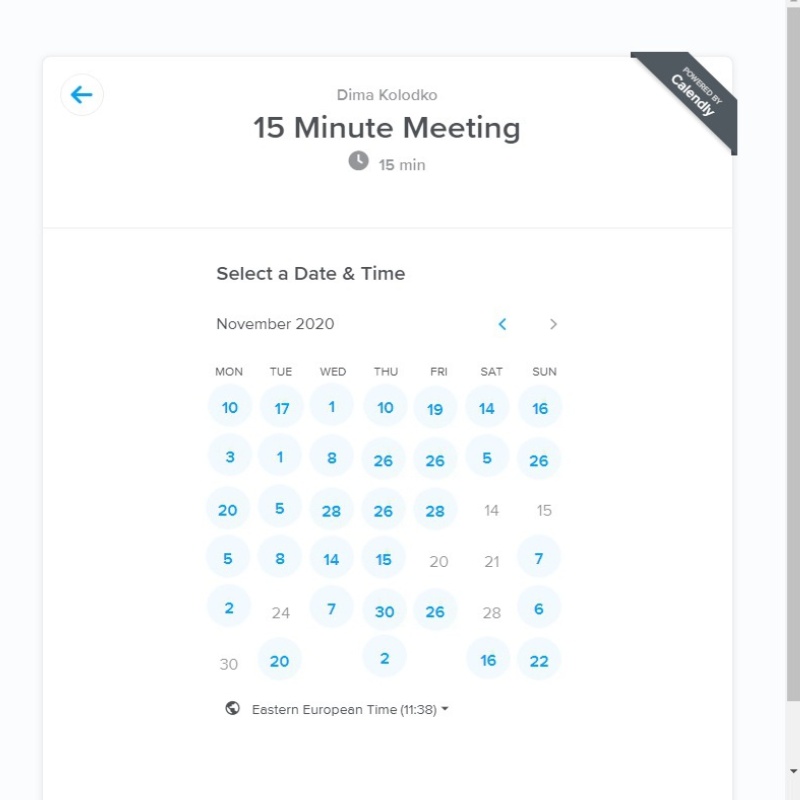 POWERED BY
Calendly
Dima Kolodko
15 Minute Meeting
15 min
Select a Date & Time
November 2020
MON TUE WED THU FRI SAT SUN
10 17 1 10 19 14 16
3 1 8 26 26 5 26
20 5 28 26 28 14 15
5 8 14 15 20 21 7
2 24 7 30 26 28 6
30 20 2 16 22
Eastern European Time (11:38)